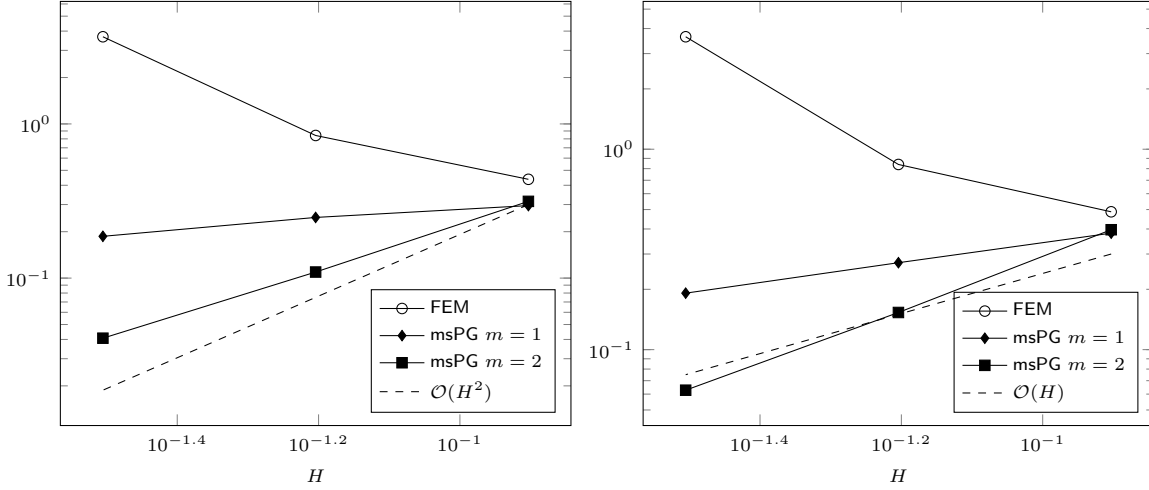 10^0
10^−1
FEM
msPG m = 1
msPG m = 2
O(H^2)
10^−1.4
10^−1.2
10^−1
H
10^0
10^−1
FEM
msPG m = 1
msPG m = 2
O(H)
10^−1.4
10^−1.2
10^−1
H